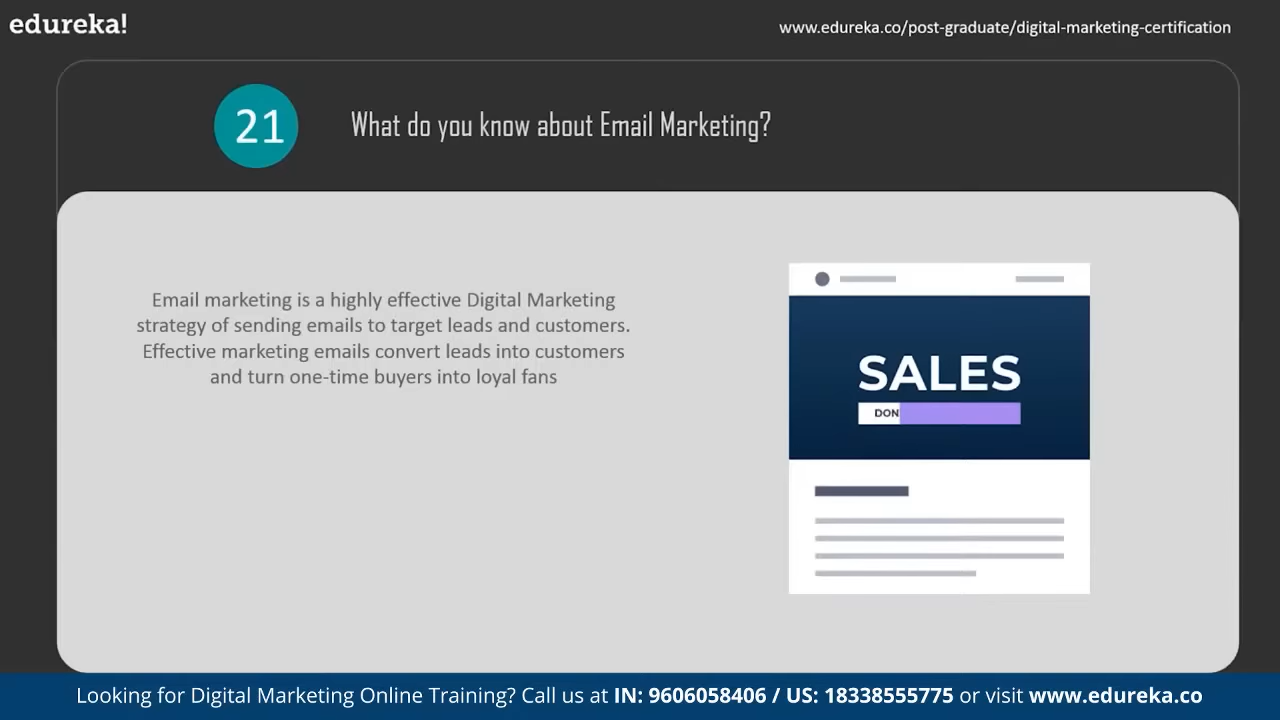 edureka!
www.edureka.co/post-graduate/digital-marketing-certification
21
What do you know about Email Marketing?
Email marketing is a highly effective Digital Marketing
strategy of sending emails to target leads and customers.
Effective marketing emails convert leads into customers
and turn one-time buyers into loyal fans
SALES
DON
Looking for Digital Marketing Online Training? Call us at IN: 9606058406 / US: 18338555775 or visit www.edureka.co